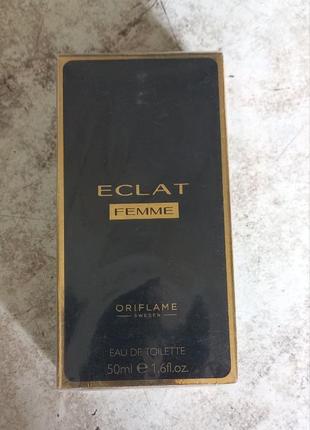 ECLAT
FEMME
ORIFLAME
SWEDEN
EAU DE TOILETTE
50ml ℮ 1.6fl.oz.